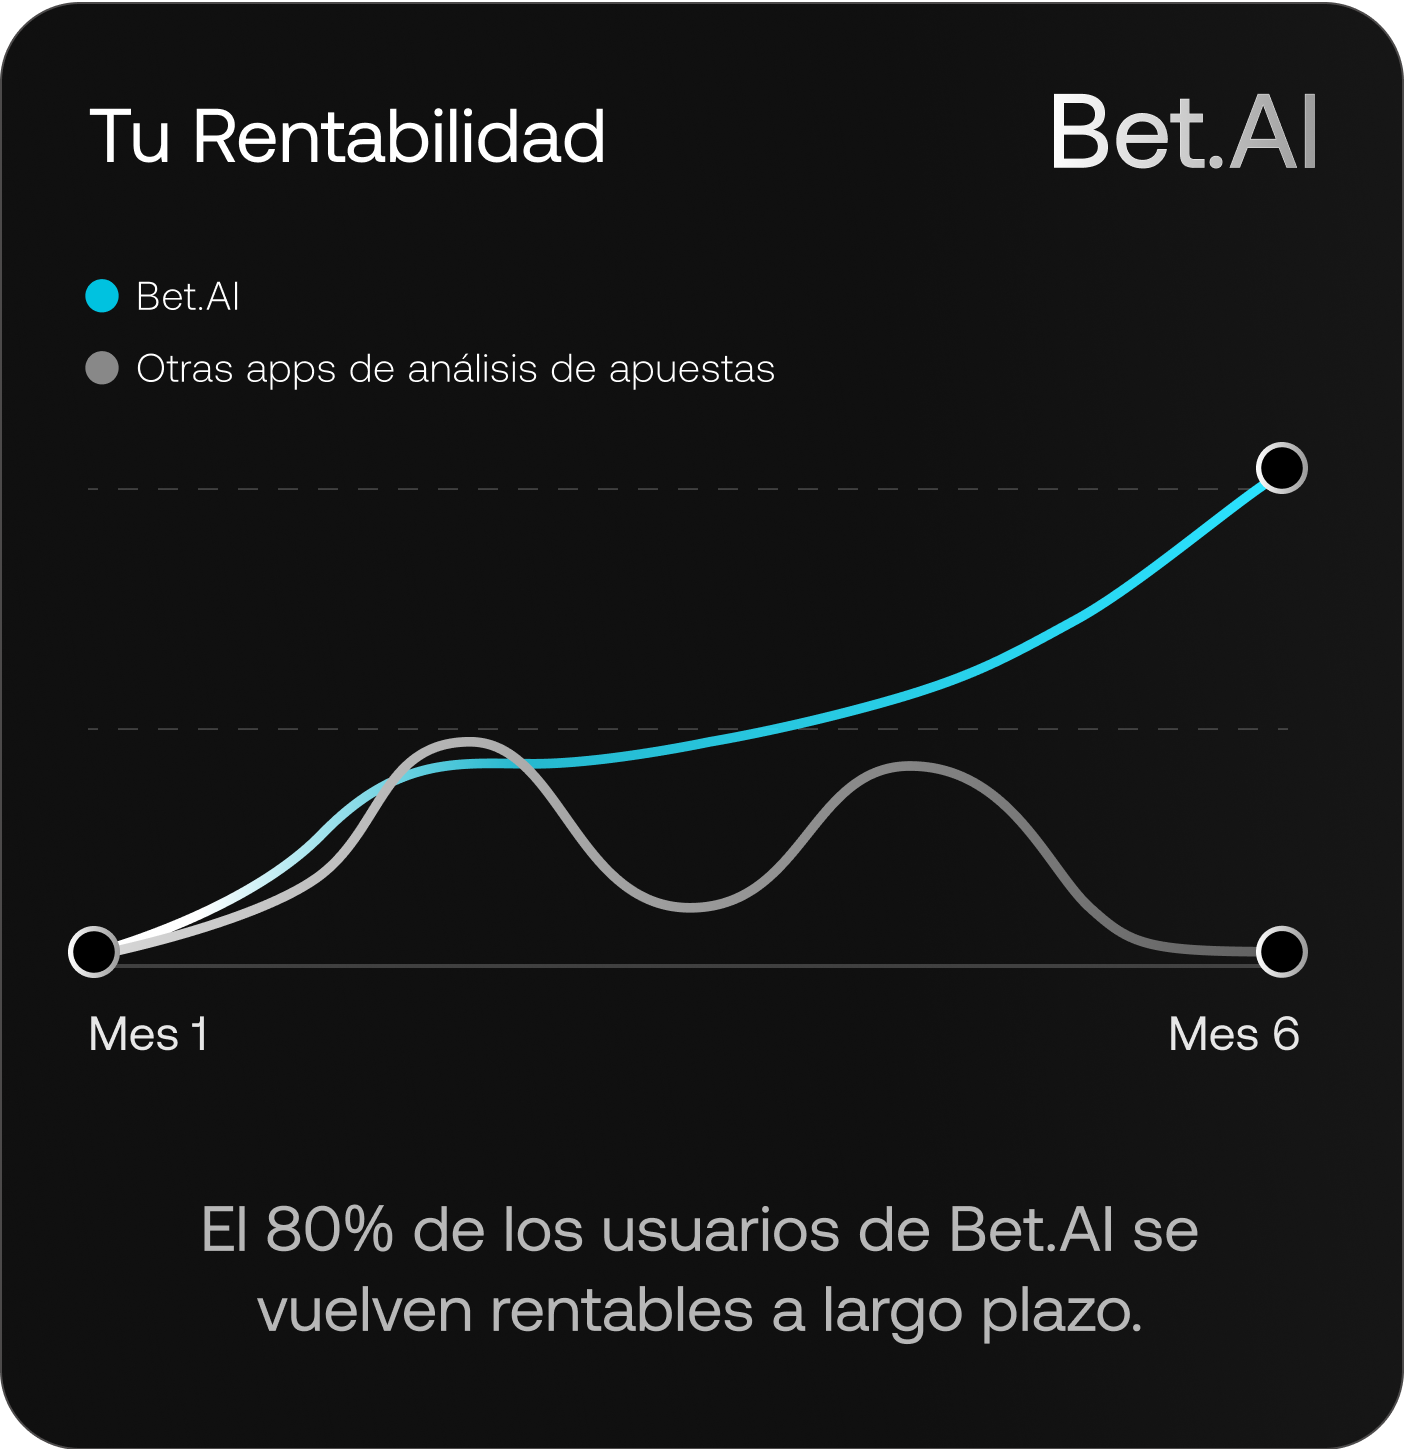 Tu Rentabilidad
Bet.AI
Bet.AI
Otras apps de análisis de apuestas
Mes 1
Mes 6
El 80% de los usuarios de Bet.AI se
vuelven rentables a largo plazo.